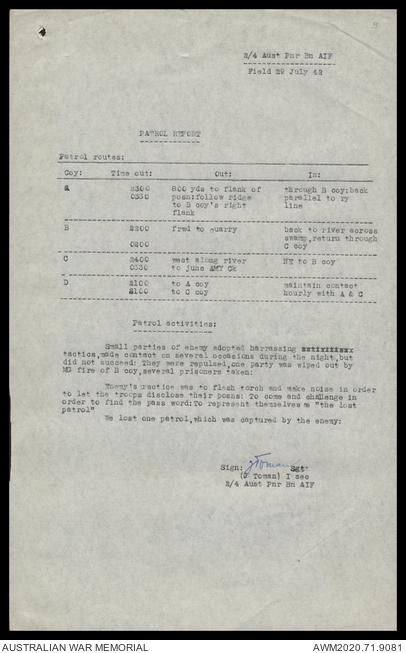 9
2/4 Aust Pnr Bn AIF
Field 29 July 42
PATROL REPORT
Patrol routes:
Coy: Time out: Out: In:
A 2300 800 yds to flank of through B coy:back
0330 posn:follow ridge parallel to ry
to B coy's right line
flank
B 2200 frwd to quarry back to river across
swamp,return through
0200 C coy
C 2400 west along river NE to B coy
0330 to junc AMY Ck
D 2100 to A coy maintain contact
2100 to C coy hourly with A & C
Patrol activities:
Small parties of enemy adopted harrassing
tactics,made contact on several occasions during the night,but
did not succeed: They were repulsed,one party was wiped out by
MG fire of B coy,several prisoners taken:
Enemy's practice was to flash torch and make noise in order
to let the troops disclose their posns: To come and challenge in
order to find the pass word:To represent themselves as "the lost
patrol"
We lost one patrol,which was captured by the enemy:
Sign: JToman Sgt
(J Toman) I sec
2/4 Aust Pnr Bn AIF
AUSTRALIAN WAR MEMORIAL AWM2020.71.9081